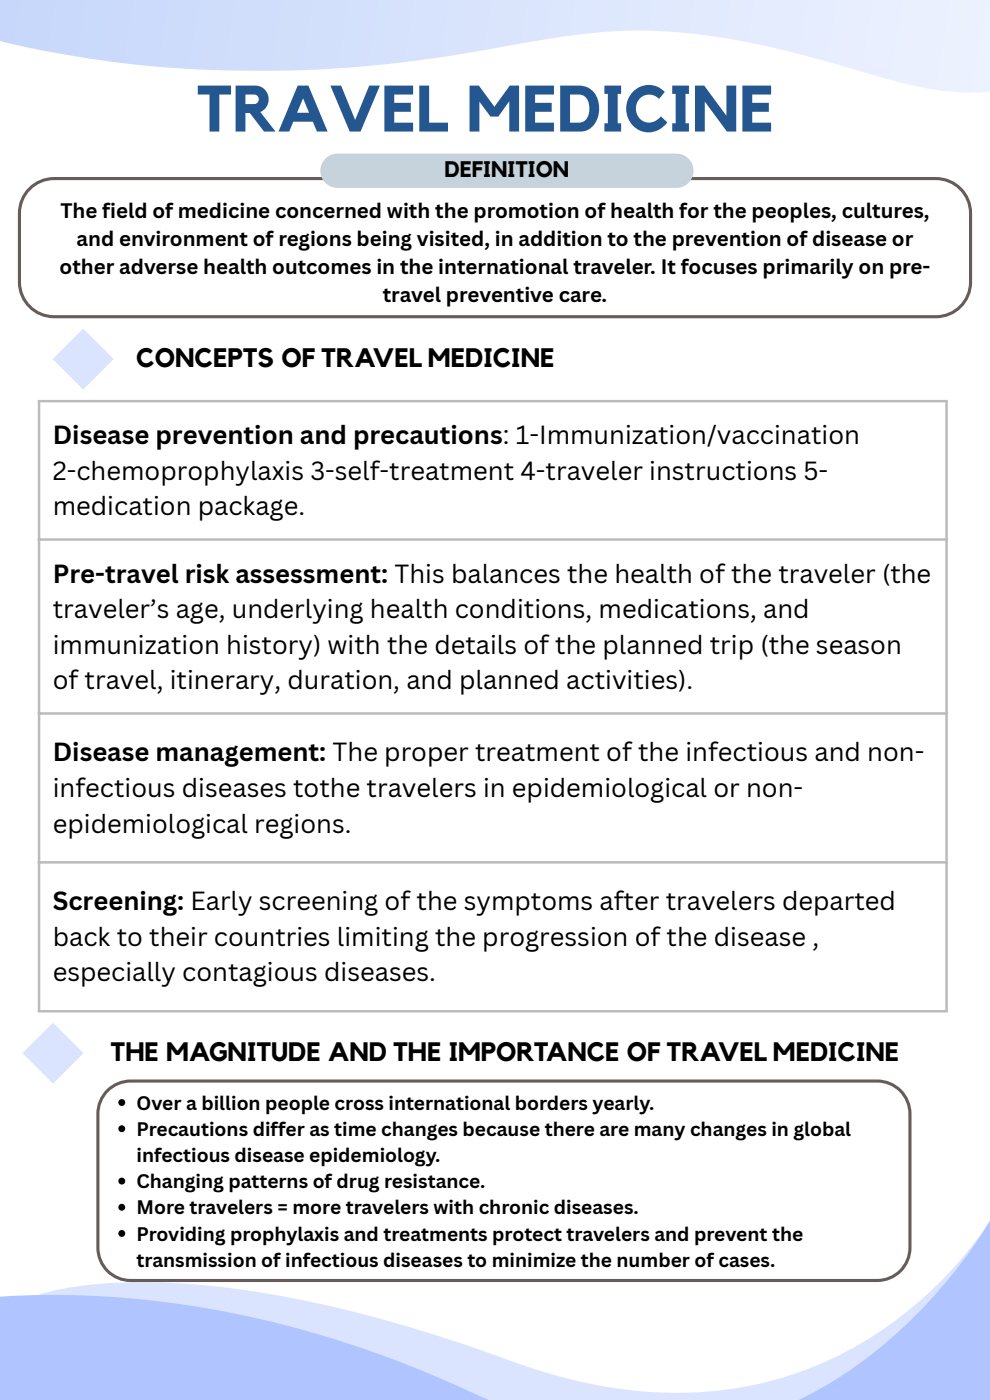 TRAVEL MEDICINE
DEFINITION
The field of medicine concerned with the promotion of health for the peoples, cultures,
and environment of regions being visited, in addition to the prevention of disease or
other adverse health outcomes in the international traveler. It focuses primarily on pre-
travel preventive care.
CONCEPTS OF TRAVEL MEDICINE
Disease prevention and precautions: 1-Immunization/vaccination
2-chemoprophylaxis 3-self-treatment 4-traveler instructions 5-
medication package.
Pre-travel risk assessment: This balances the health of the traveler (the
traveler’s age, underlying health conditions, medications, and
immunization history) with the details of the planned trip (the season
of travel, itinerary, duration, and planned activities).
Disease management: The proper treatment of the infectious and non-
infectious diseases tothe travelers in epidemiological or non-
epidemiological regions.
Screening: Early screening of the symptoms after travelers departed
back to their countries limiting the progression of the disease ,
especially contagious diseases.
THE MAGNITUDE AND THE IMPORTANCE OF TRAVEL MEDICINE
• Over a billion people cross international borders yearly.
• Precautions differ as time changes because there are many changes in global
infectious disease epidemiology.
• Changing patterns of drug resistance.
• More travelers = more travelers with chronic diseases.
• Providing prophylaxis and treatments protect travelers and prevent the
transmission of infectious diseases to minimize the number of cases.